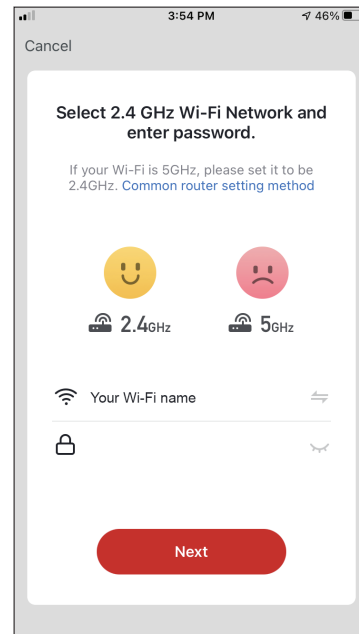 3:54 PM
46%
Cancel
Select 2.4 GHz Wi-Fi Network and
enter password.
If your Wi-Fi is 5GHz, please set it to be
2.4GHz. Common router setting method
2.4GHz
5GHz
Your Wi-Fi name
Next